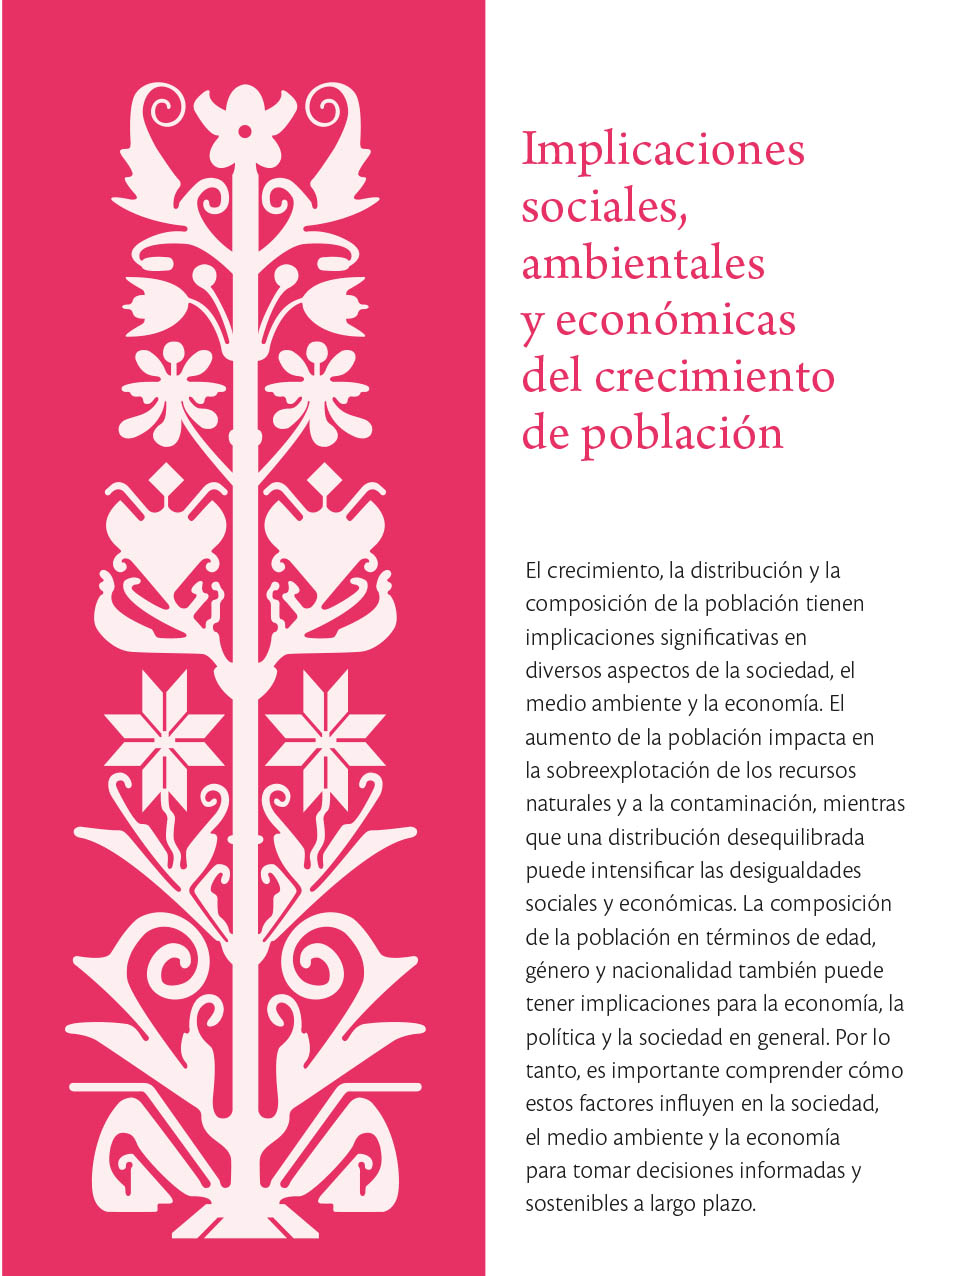 Implicaciones
sociales,
ambientales
y económicas
del crecimiento
de población
El crecimiento, la distribución y la
composición de la población tienen
implicaciones significativas en
diversos aspectos de la sociedad, el
medio ambiente y la economía. El
aumento de la población impacta en
la sobreexplotación de los recursos
naturales y a la contaminación, mientras
que una distribución desequilibrada
puede intensificar las desigualdades
sociales y económicas. La composición
de la población en términos de edad,
género y nacionalidad también puede
tener implicaciones para la economía, la
política y la sociedad en general. Por lo
tanto, es importante comprender cómo
estos factores influyen en la sociedad,
el medio ambiente y la economía
para tomar decisiones informadas y
sostenibles a largo plazo.